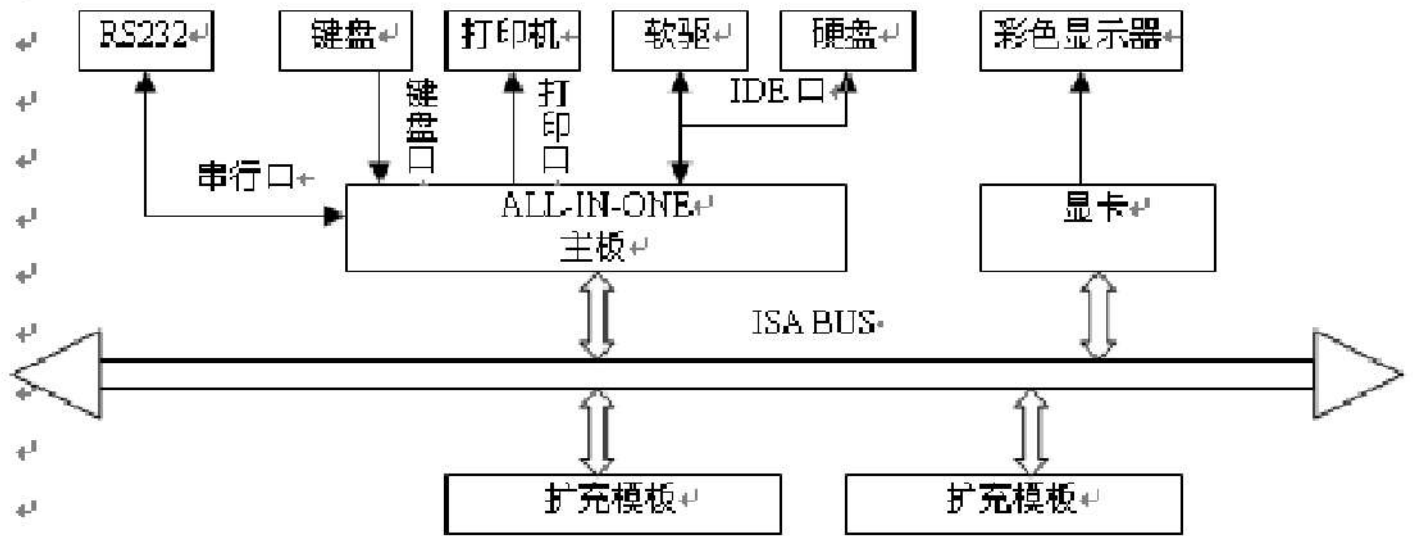 RS232
键盘
打印机
软驱
硬盘
彩色显示器
键盘口
打印口
IDE 口
串行口
ALL-IN-ONE
主板
显卡
ISA BUS
扩充模板
扩充模板